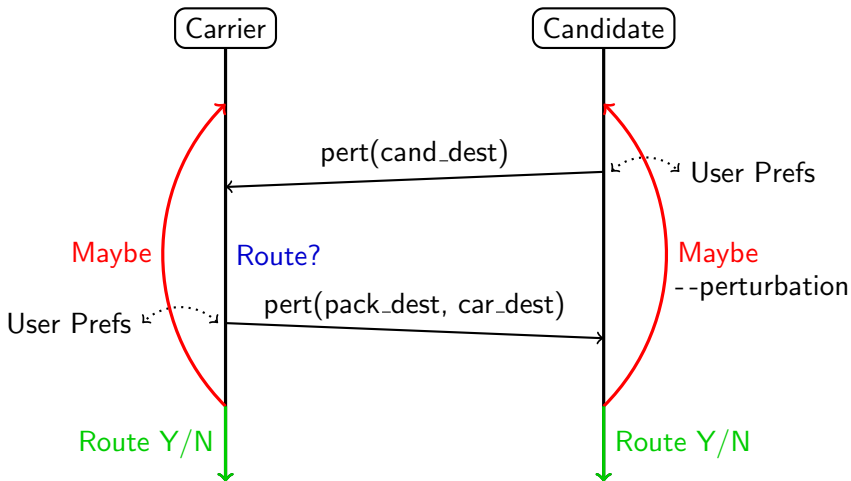 Carrier
Candidate
pert(cand_dest)
User Prefs
Maybe
Route?
Maybe
--perturbation
pert(pack_dest, car_dest)
User Prefs
Route Y/N
Route Y/N